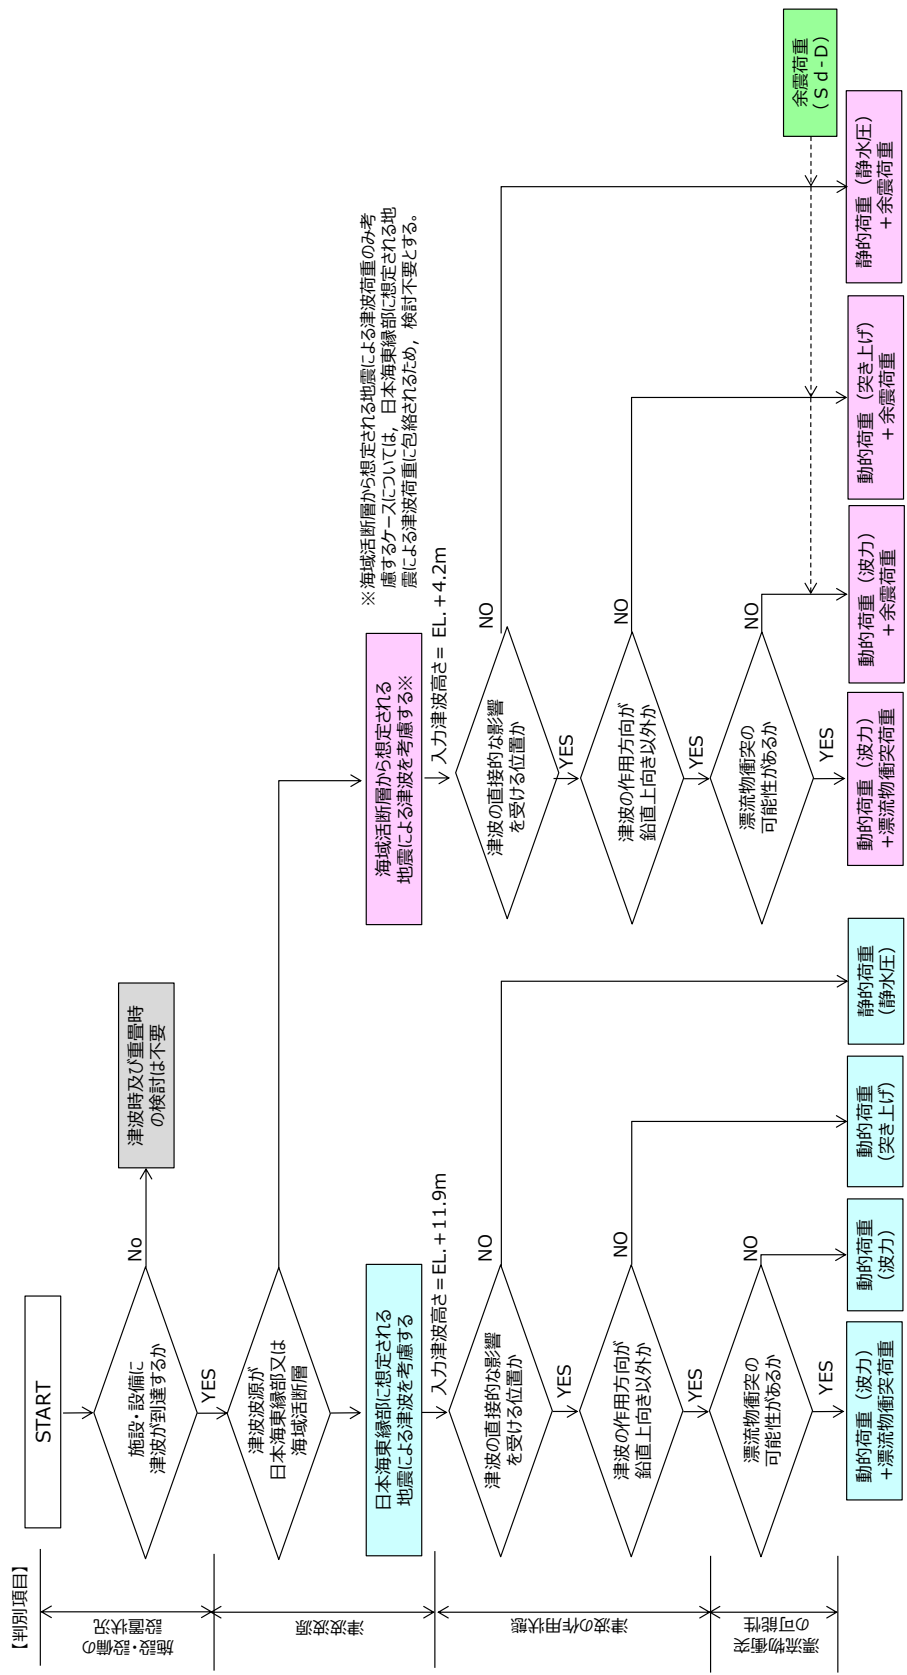 【判別項目】
施設・設備の
設置状況
津波波源
津波の作用状態
漂流物衝突
の可能性
START
施設・設備に
津波が到達するか
No
津波時及び重畳時
の検討は不要
YES
津波波源が
日本海東縁部又は
海域活断層
日本海東縁部に想定される
地震による津波を考慮する
入力津波高さ=EL.+11.9m
津波の直接的な影響
を受ける位置か
NO
YES
津波の作用方向が
鉛直上向き以外か
NO
YES
漂流物衝突の
可能性があるか
NO
YES
動的荷重(波力)
+漂流物衝突荷重
動的荷重
(波力)
動的荷重
(突き上げ)
静的荷重
(静水圧)
海域活断層から想定される
地震による津波を考慮する※
※海域活断層から想定される地震による津波荷重のみ考
慮するケースについては,日本海東縁部に想定される地
震による津波荷重に包絡されるため,検討不要とする。
入力津波高さ= EL.+4.2m
津波の直接的な影響
を受ける位置か
NO
YES
津波の作用方向が
鉛直上向き以外か
NO
YES
漂流物衝突の
可能性があるか
NO
YES
余震荷重
(Sd-D)
動的荷重(波力)
+漂流物衝突荷重
動的荷重(波力)
+余震荷重
動的荷重(突き上げ)
+余震荷重
静的荷重(静水圧)
+余震荷重